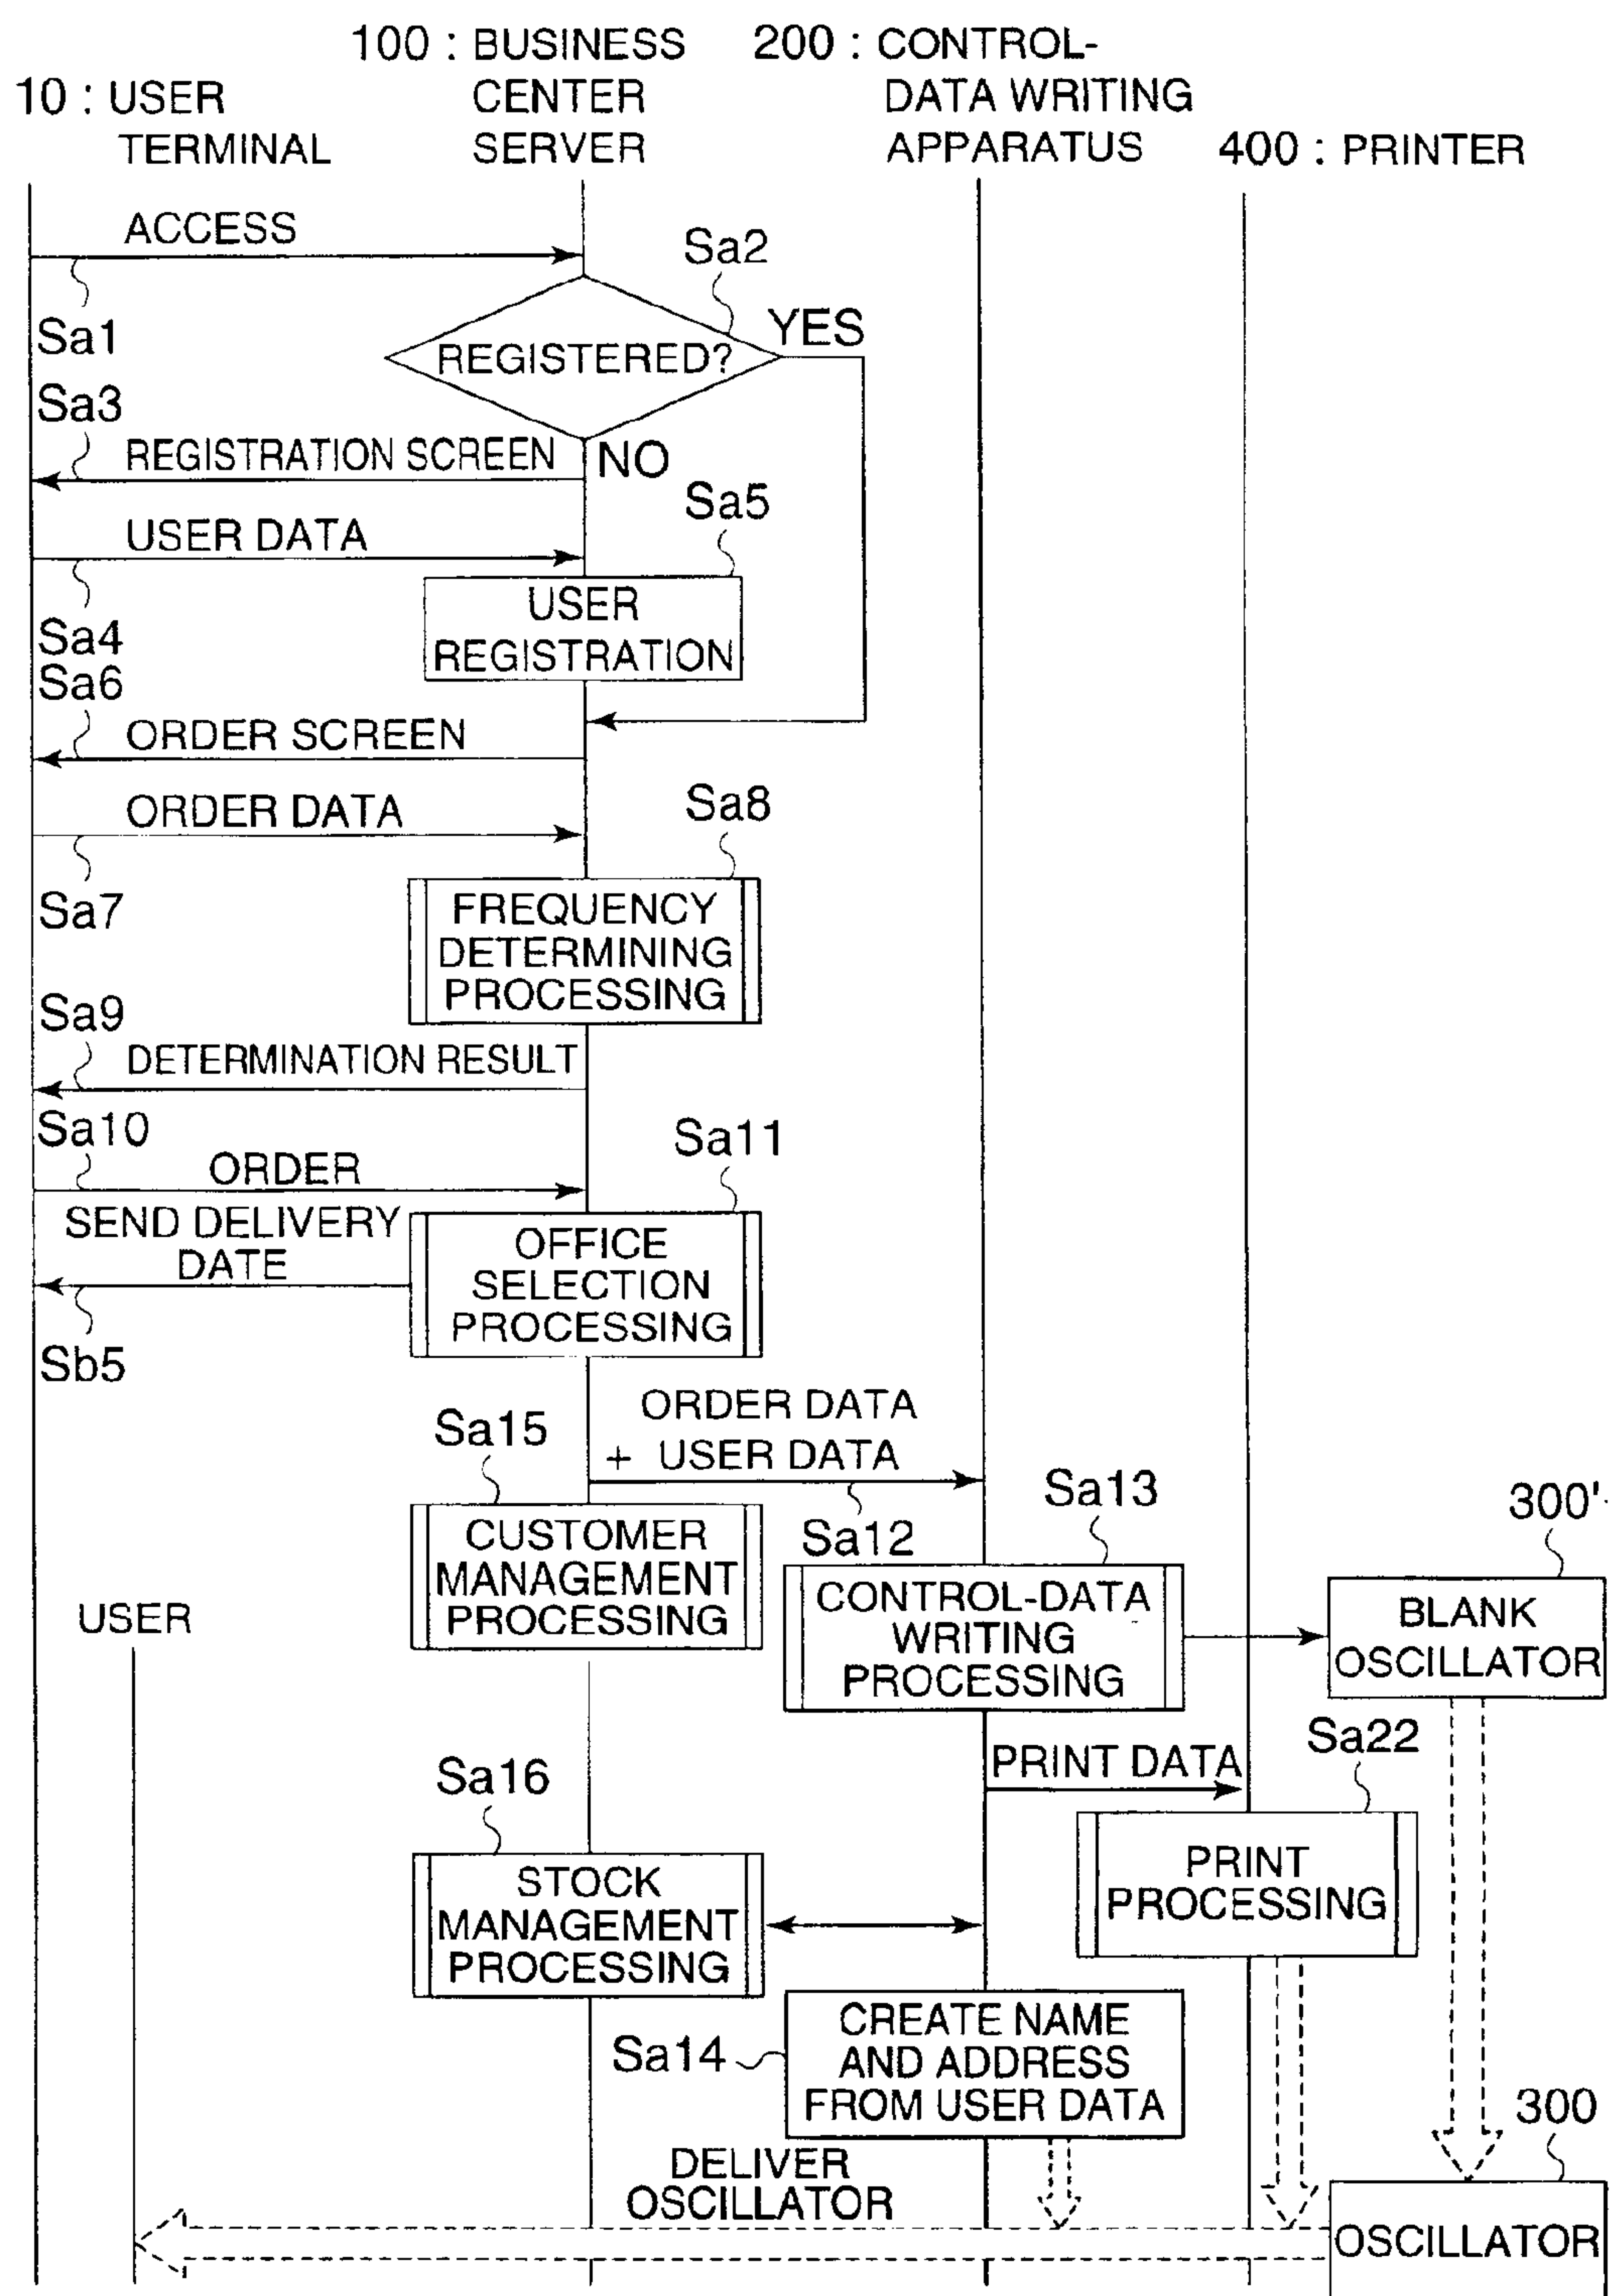 100 : BUSINESS
CENTER
SERVER
200 : CONTROL-
DATA WRITING
APPARATUS
10 : USER
TERMINAL
400 : PRINTER
ACCESS
Sa1
Sa2
REGISTERED?
YES
NO
Sa3
REGISTRATION SCREEN
USER DATA
Sa4
Sa5
USER
REGISTRATION
Sa6
ORDER SCREEN
ORDER DATA
Sa7
Sa8
FREQUENCY
DETERMINING
PROCESSING
Sa9
DETERMINATION RESULT
Sa10
ORDER
Sa11
OFFICE
SELECTION
PROCESSING
SEND DELIVERY
DATE
Sb5
ORDER DATA
+ USER DATA
Sa12
Sa15
CUSTOMER
MANAGEMENT
PROCESSING
Sa13
CONTROL-DATA
WRITING
PROCESSING
300'
BLANK
OSCILLATOR
USER
PRINT DATA
Sa22
PRINT
PROCESSING
Sa16
STOCK
MANAGEMENT
PROCESSING
Sa14
CREATE NAME
AND ADDRESS
FROM USER DATA
300
DELIVER
OSCILLATOR
OSCILLATOR